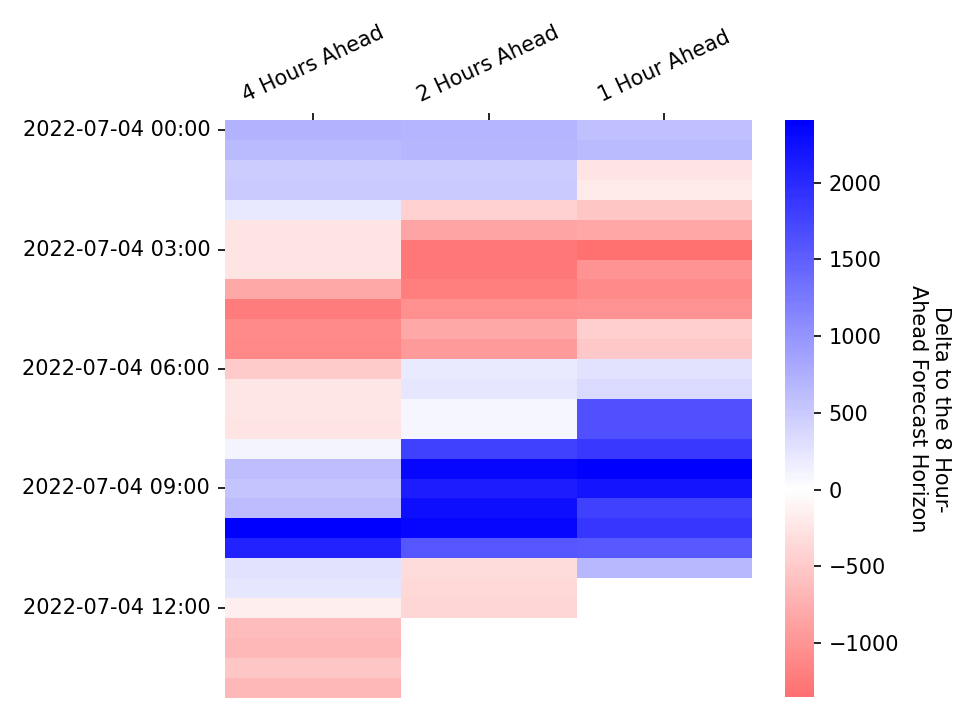 4 Hours Ahead
2 Hours Ahead
1 Hour Ahead
2022-07-04 00:00
2022-07-04 03:00
2022-07-04 06:00
2022-07-04 09:00
2022-07-04 12:00
2000
1500
1000
500
0
−500
−1000
Delta to the 8 Hour-
Ahead Forecast Horizon